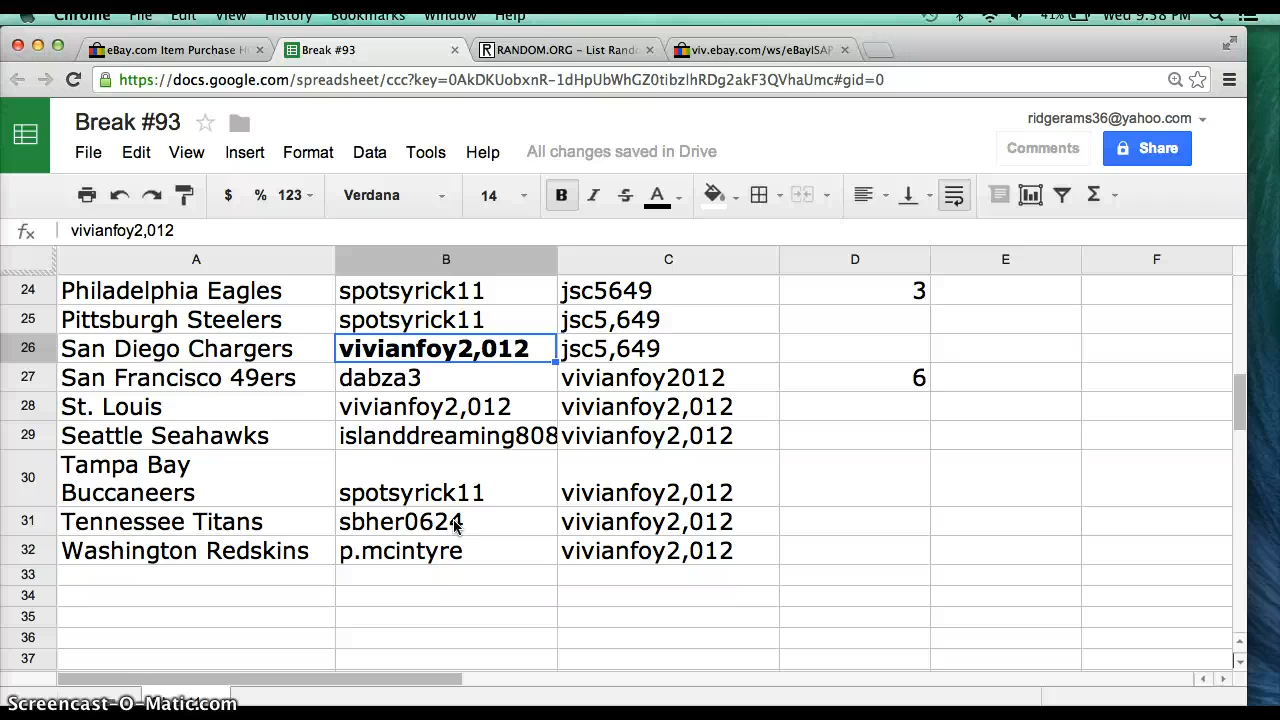 Chrome File Edit View History Bookmarks Window Help 41% Wed 9:38 PM
eBay.com Item Purchase H × Break #93 × RANDOM.ORG – List Rand × viv.ebay.com/ws/eBayISAP ×
https://docs.google.com/spreadsheet/ccc?key=0AkDKUobxnR-1dHpUbWhGZ0tibzlhRDg2akF3QVhaUmc#gid=0
Break #93 ridgerams36@yahoo.com
File Edit View Insert Format Data Tools Help All changes saved in Drive Comments Share
$ % 123 Verdana 14 B I S A Σ
fx vivianfoy2,012
A B C D E F
24 Philadelphia Eagles spotsyrick11 jsc5649 3
25 Pittsburgh Steelers spotsyrick11 jsc5,649
26 San Diego Chargers vivianfoy2,012 jsc5,649
27 San Francisco 49ers dabza3 vivianfoy2012 6
28 St. Louis vivianfoy2,012 vivianfoy2,012
29 Seattle Seahawks islanddreaming808 vivianfoy2,012
Tampa Bay
30 Buccaneers spotsyrick11 vivianfoy2,012
31 Tennessee Titans sbher0624 vivianfoy2,012
32 Washington Redskins p.mcintyre vivianfoy2,012
33
34
35
36
37
Screencast-O-Matic.com